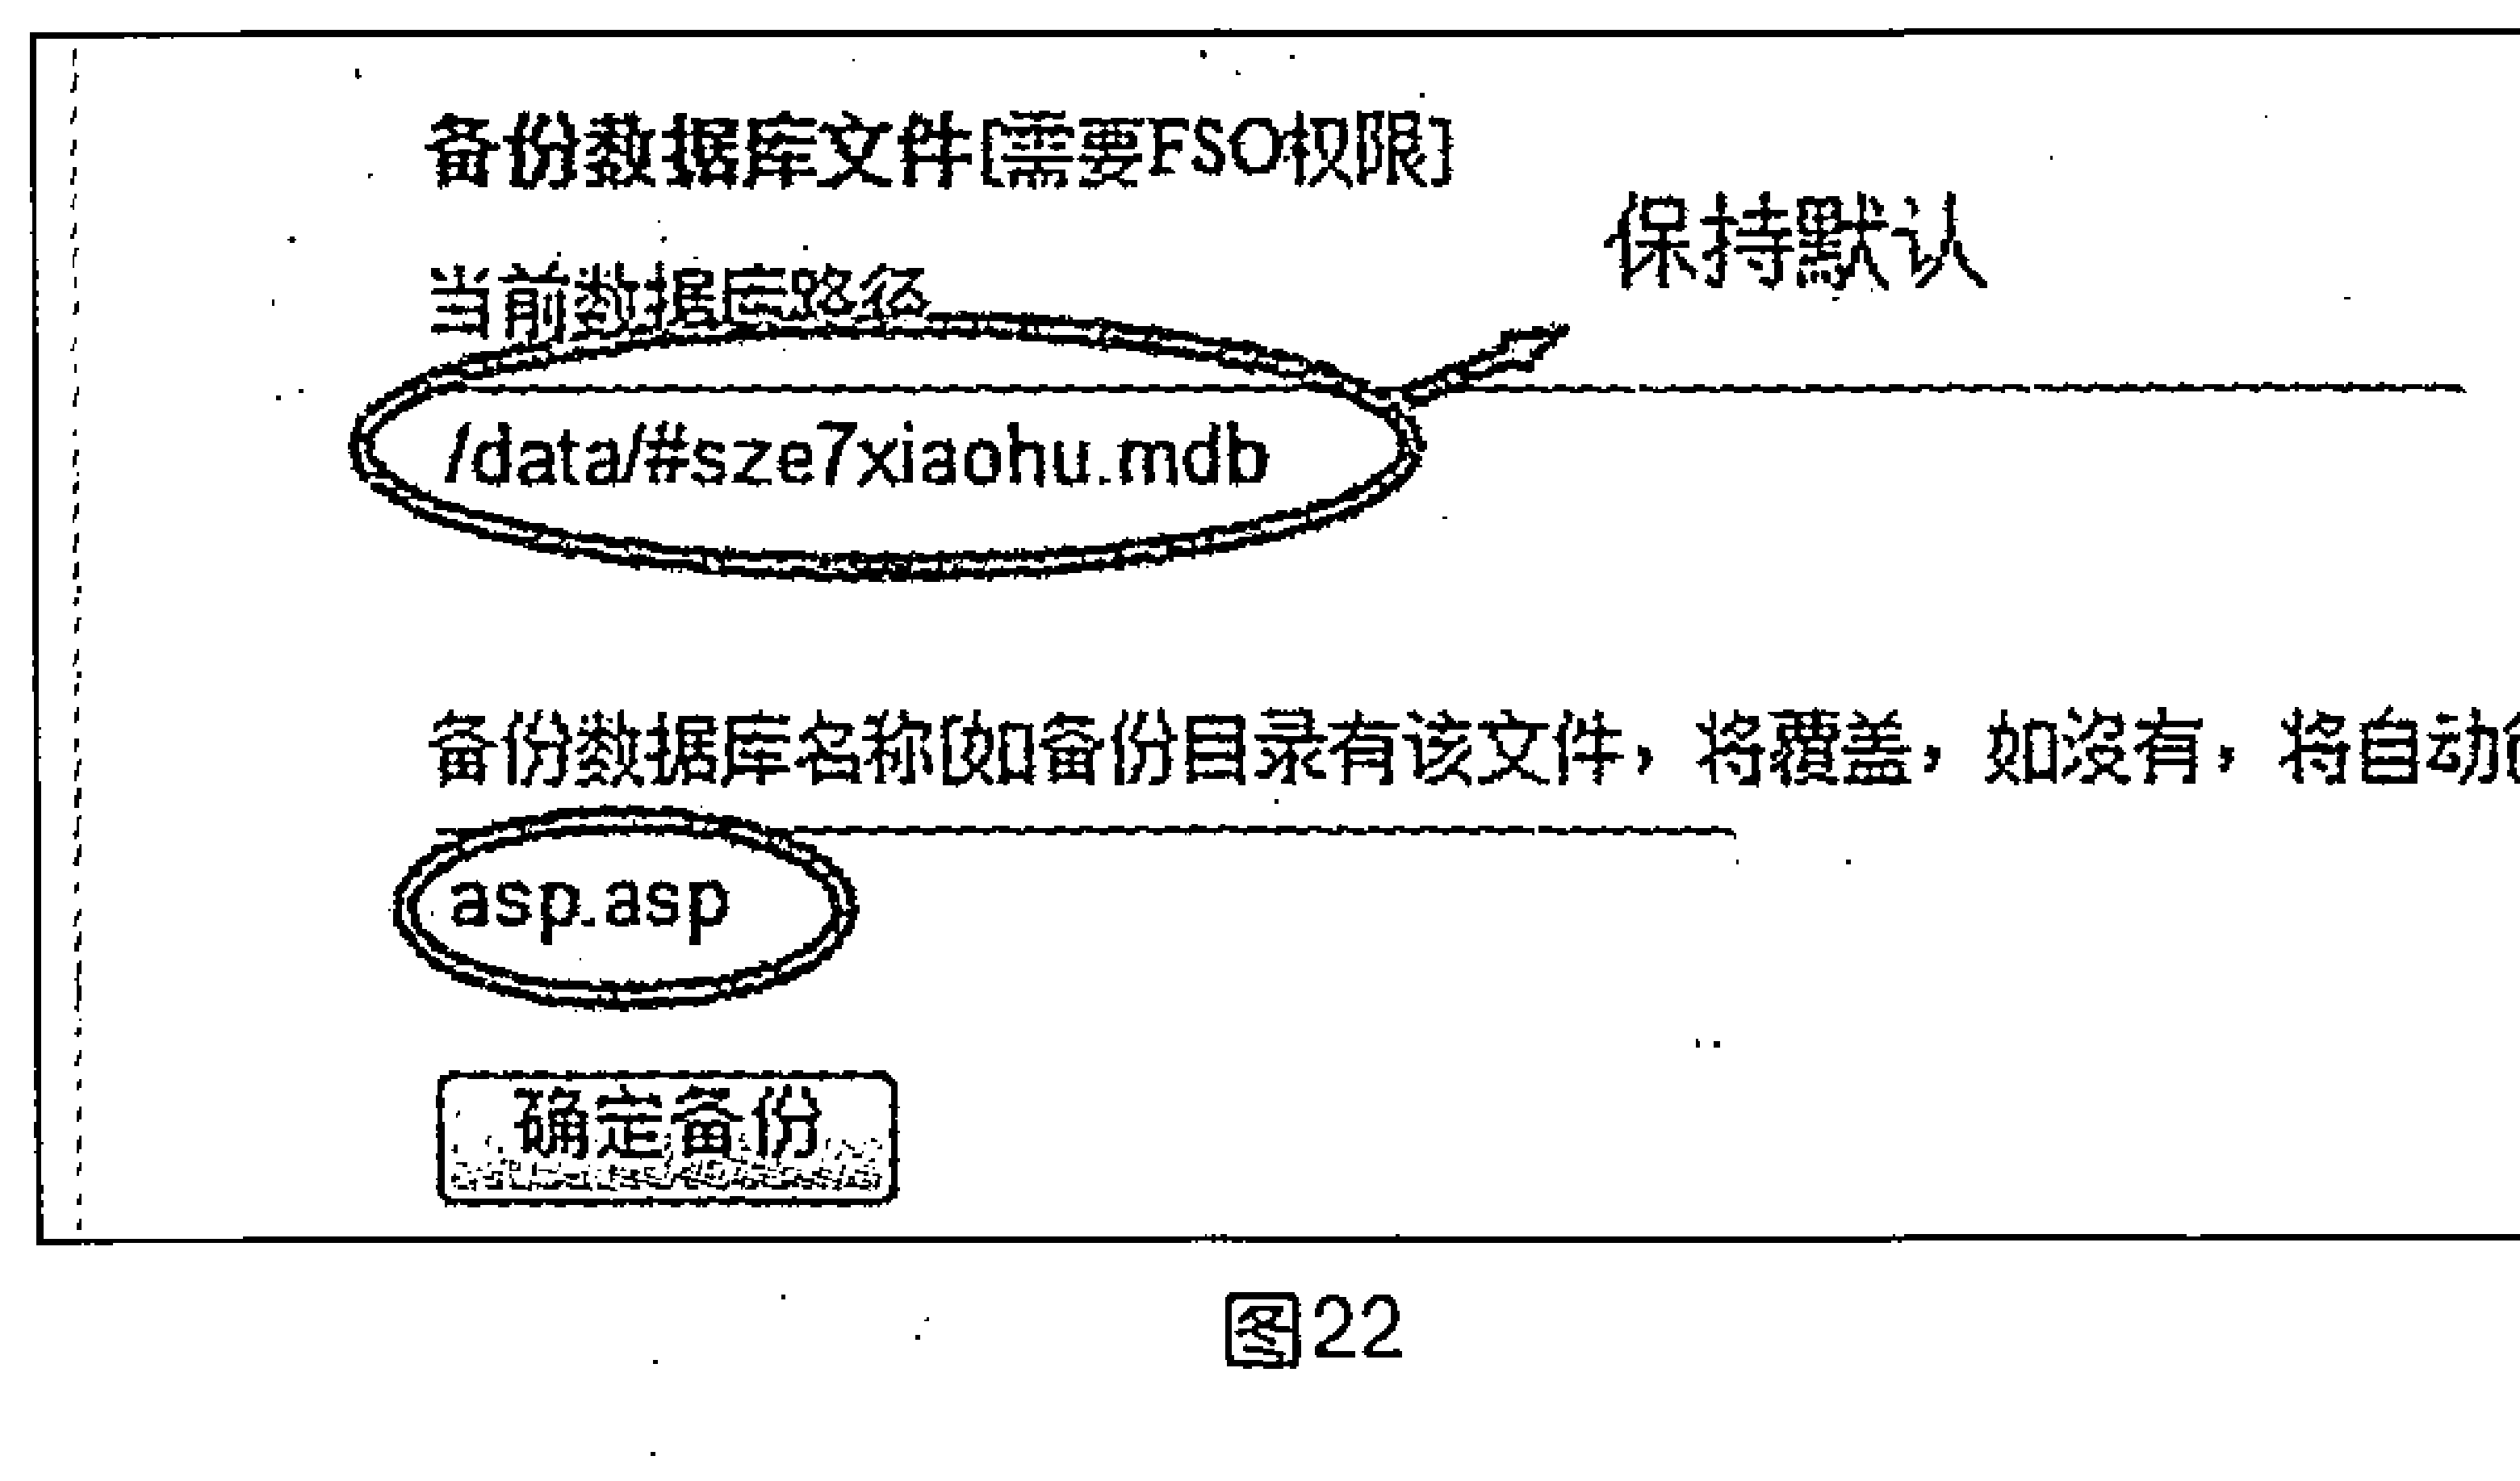 备份数据库文件[需要FSO权限]
保持默认
当前数据库路径
/data/#sze7xiaohu.mdb
备份数据库名称[如备份目录有该文件，将覆盖，如没有，将自动
asp.asp
确定备份
图22